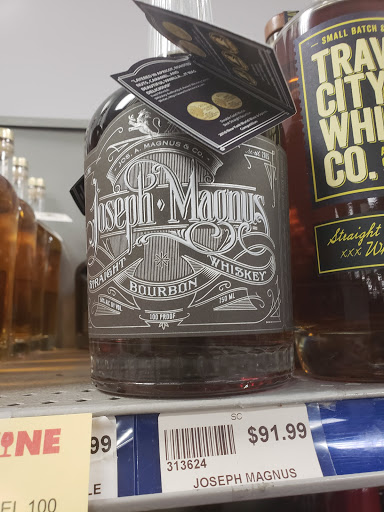 JOS. A. MAGNUS & CO.
Joseph Magnus
STRAIGHT
WHISKEY
BOURBON
750 ML
100 PROOF
SMALL BATCH &
TRAV
CITY
WHI
CO.
Straight
XXX W
INE
EL 100
99
LE
SC
$91.99
313624
JOSEPH MAGNUS